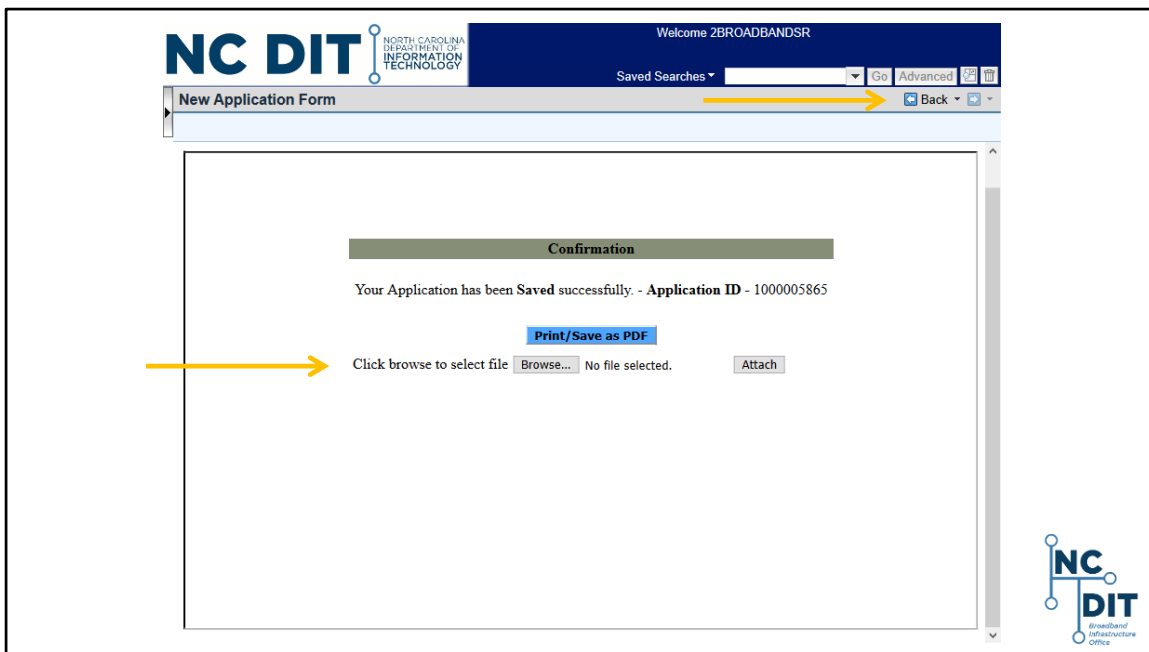 NC DIT
NORTH CAROLINA
DEPARTMENT OF
INFORMATION
TECHNOLOGY
Welcome 2BROADBANDSR
Saved Searches Go Advanced
New Application Form
Back
Confirmation
Your Application has been Saved successfully. - Application ID - 1000005865
Print/Save as PDF
Click browse to select file Browse... No file selected. Attach
NC
DIT
Broadband
Infrastructure
Office